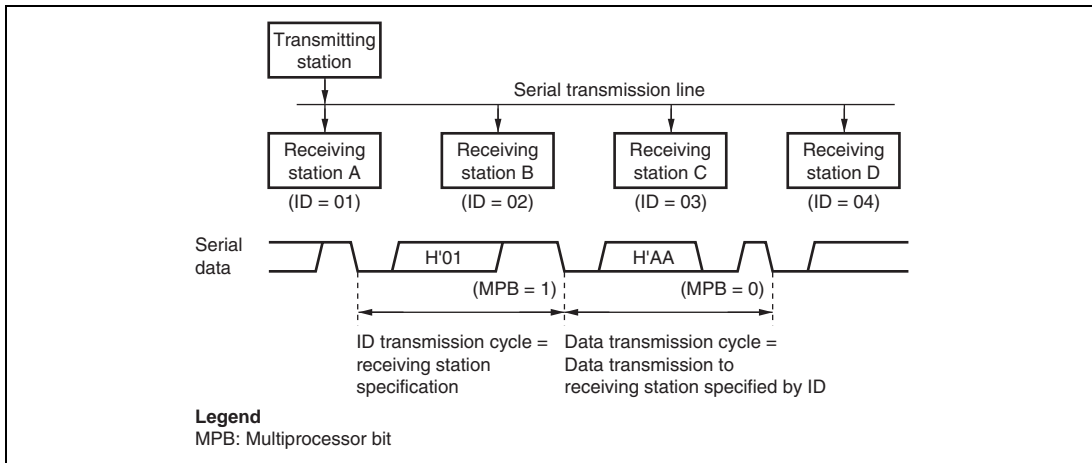 Transmitting
station
Serial transmission line
Receiving
station A
Receiving
station B
Receiving
station C
Receiving
station D
(ID = 01)
(ID = 02)
(ID = 03)
(ID = 04)
Serial
data
H'01
H'AA
(MPB = 1)
(MPB = 0)
ID transmission cycle =
receiving station
specification
Data transmission cycle =
Data transmission to
receiving station specified by ID
Legend
MPB: Multiprocessor bit